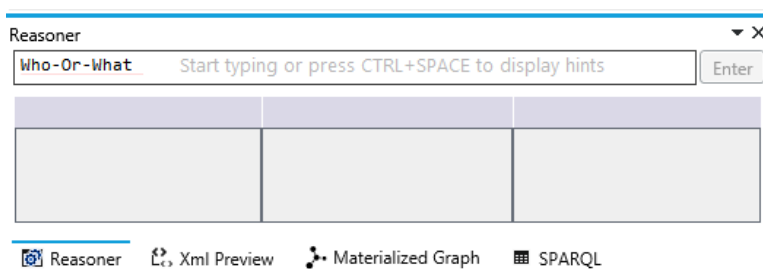 Reasoner
Who-Or-What Start typing or press CTRL+SPACE to display hints Enter
Reasoner Xml Preview Materialized Graph SPARQL